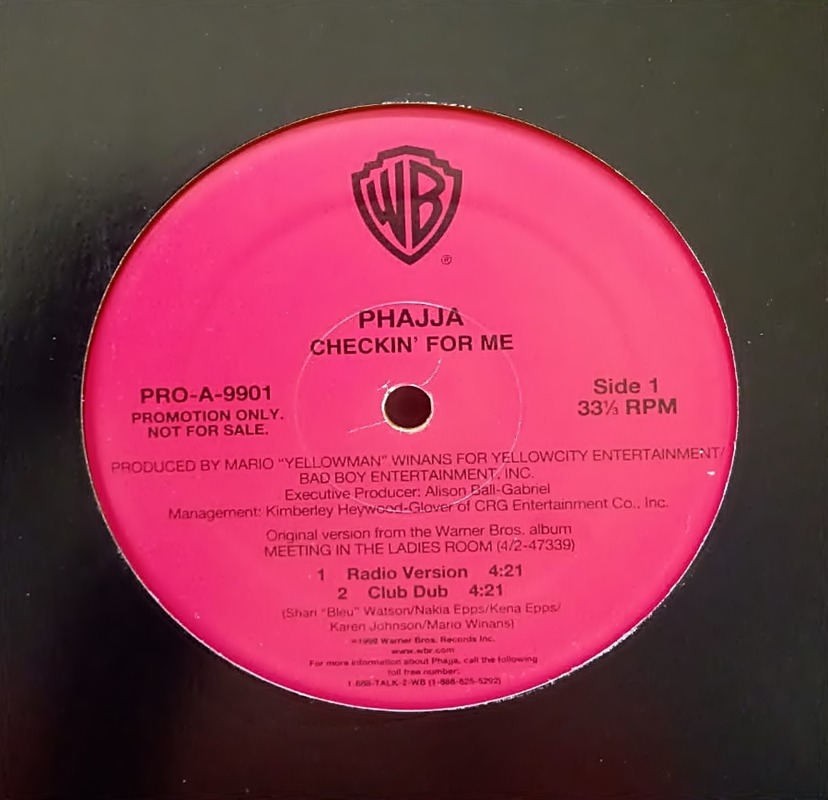 WB
®
PHAJJA
CHECKIN' FOR ME
PRO-A-9901
PROMOTION ONLY.
NOT FOR SALE.
Side 1
33⅓ RPM
PRODUCED BY MARIO "YELLOWMAN" WINANS FOR YELLOWCITY ENTERTAINMENT/
BAD BOY ENTERTAINMENT, INC.
Executive Producer: Alison Ball-Gabriel
Management: Kimberley Heywood-Glover of CRG Entertainment Co., Inc.
Original version from the Warner Bros. album
MEETING IN THE LADIES ROOM (4/2-47339)
1 Radio Version 4:21
2 Club Dub 4:21
(Shari "Bleu" Watson/Nakia Epps/Kena Epps/
Karen Johnson/Mario Winans)
Warner Bros. Records Inc.
www.wbr.com
For more information about Phajja, call the following
toll free number:
1-888-TALK-2-WB (1-888-825-5292)